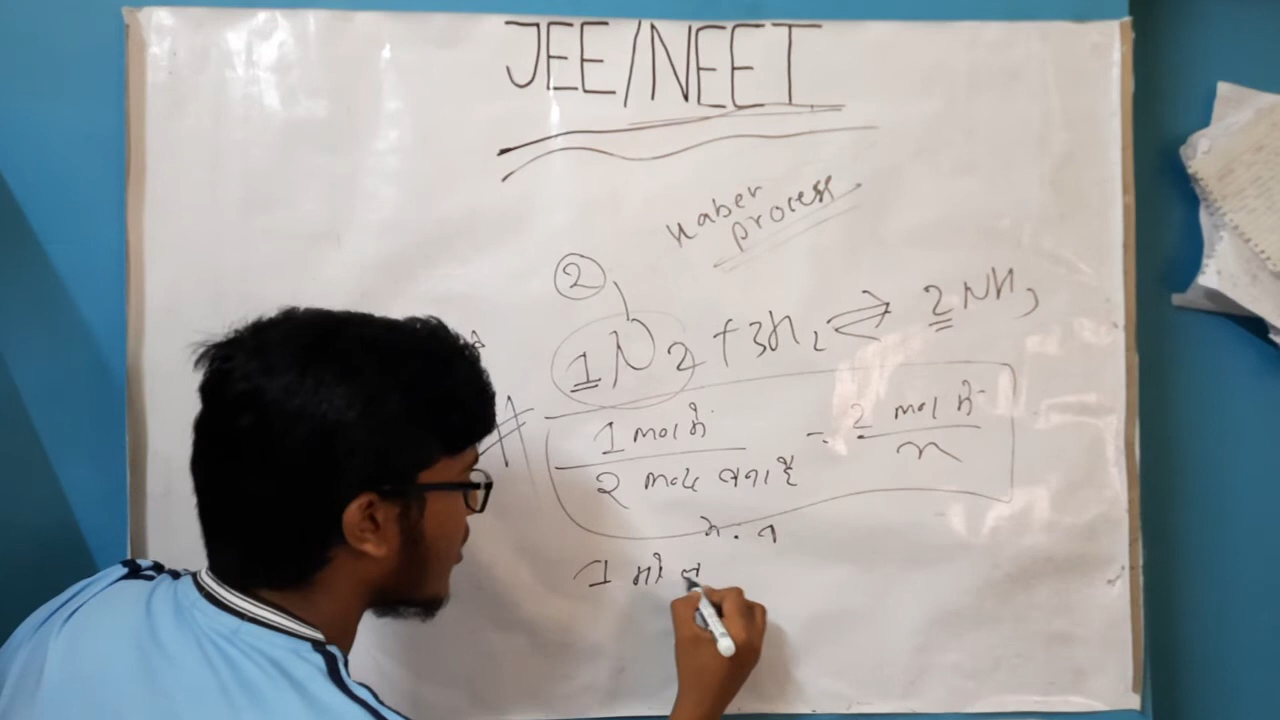 JEE/NEET
Haber
process
2
1N2 + 3H2 ⇌ 2NH3
1 mol में = 2 mol में
2 mole बना है x
1 मोल